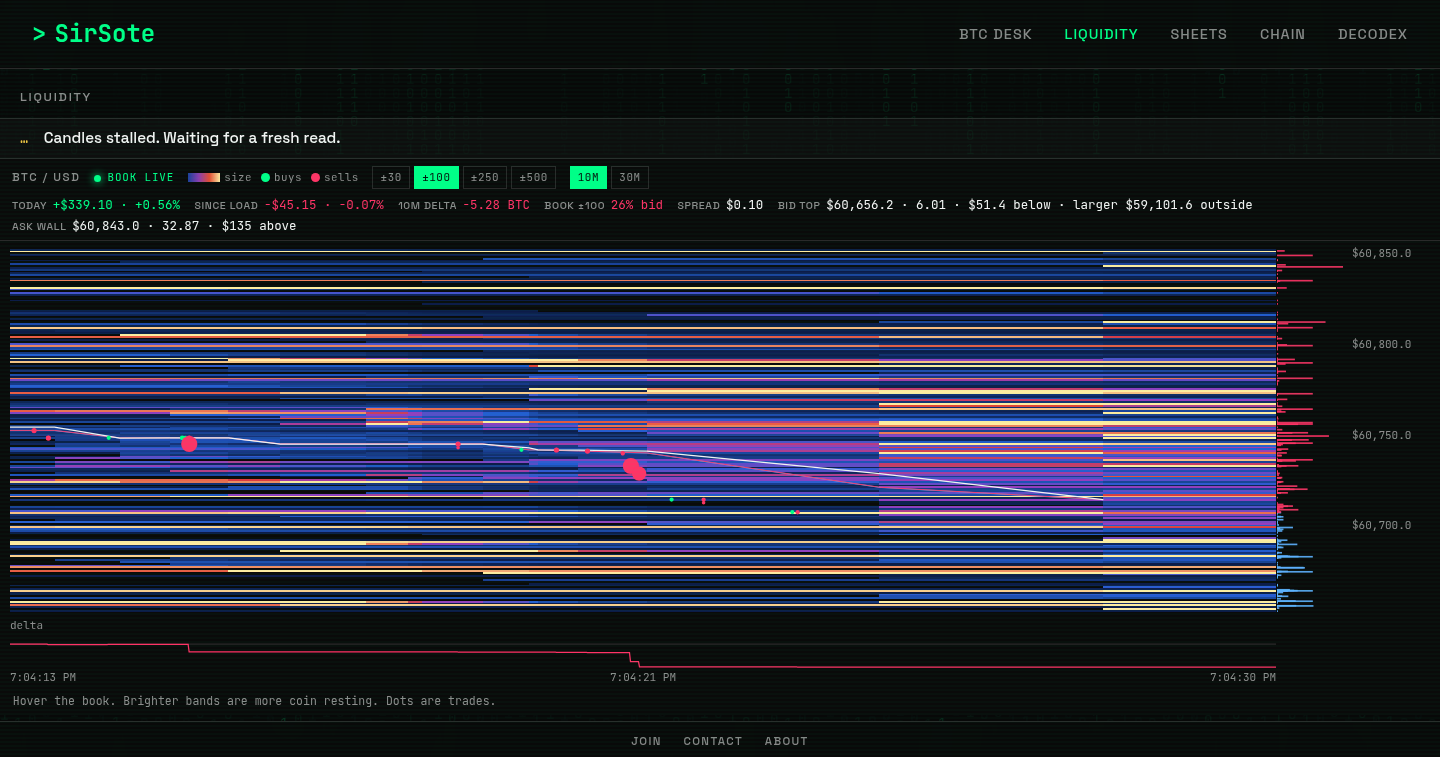 > SirSote
BTC DESK LIQUIDITY SHEETS CHAIN DECODEX
LIQUIDITY
… Candles stalled. Waiting for a fresh read.
BTC / USD BOOK LIVE size buys sells ±30 ±100 ±250 ±500 10M 30M
TODAY +$339.10 · +0.56% SINCE LOAD -$45.15 · -0.07% 10M DELTA -5.28 BTC BOOK ±100 26% bid SPREAD $0.10 BID TOP $60,656.2 · 6.01 · $51.4 below · larger $59,101.6 outside
ASK WALL $60,843.0 · 32.87 · $135 above
$60,850.0
$60,800.0
$60,750.0
$60,700.0
delta
7:04:13 PM 7:04:21 PM 7:04:30 PM
Hover the book. Brighter bands are more coin resting. Dots are trades.
JOIN CONTACT ABOUT